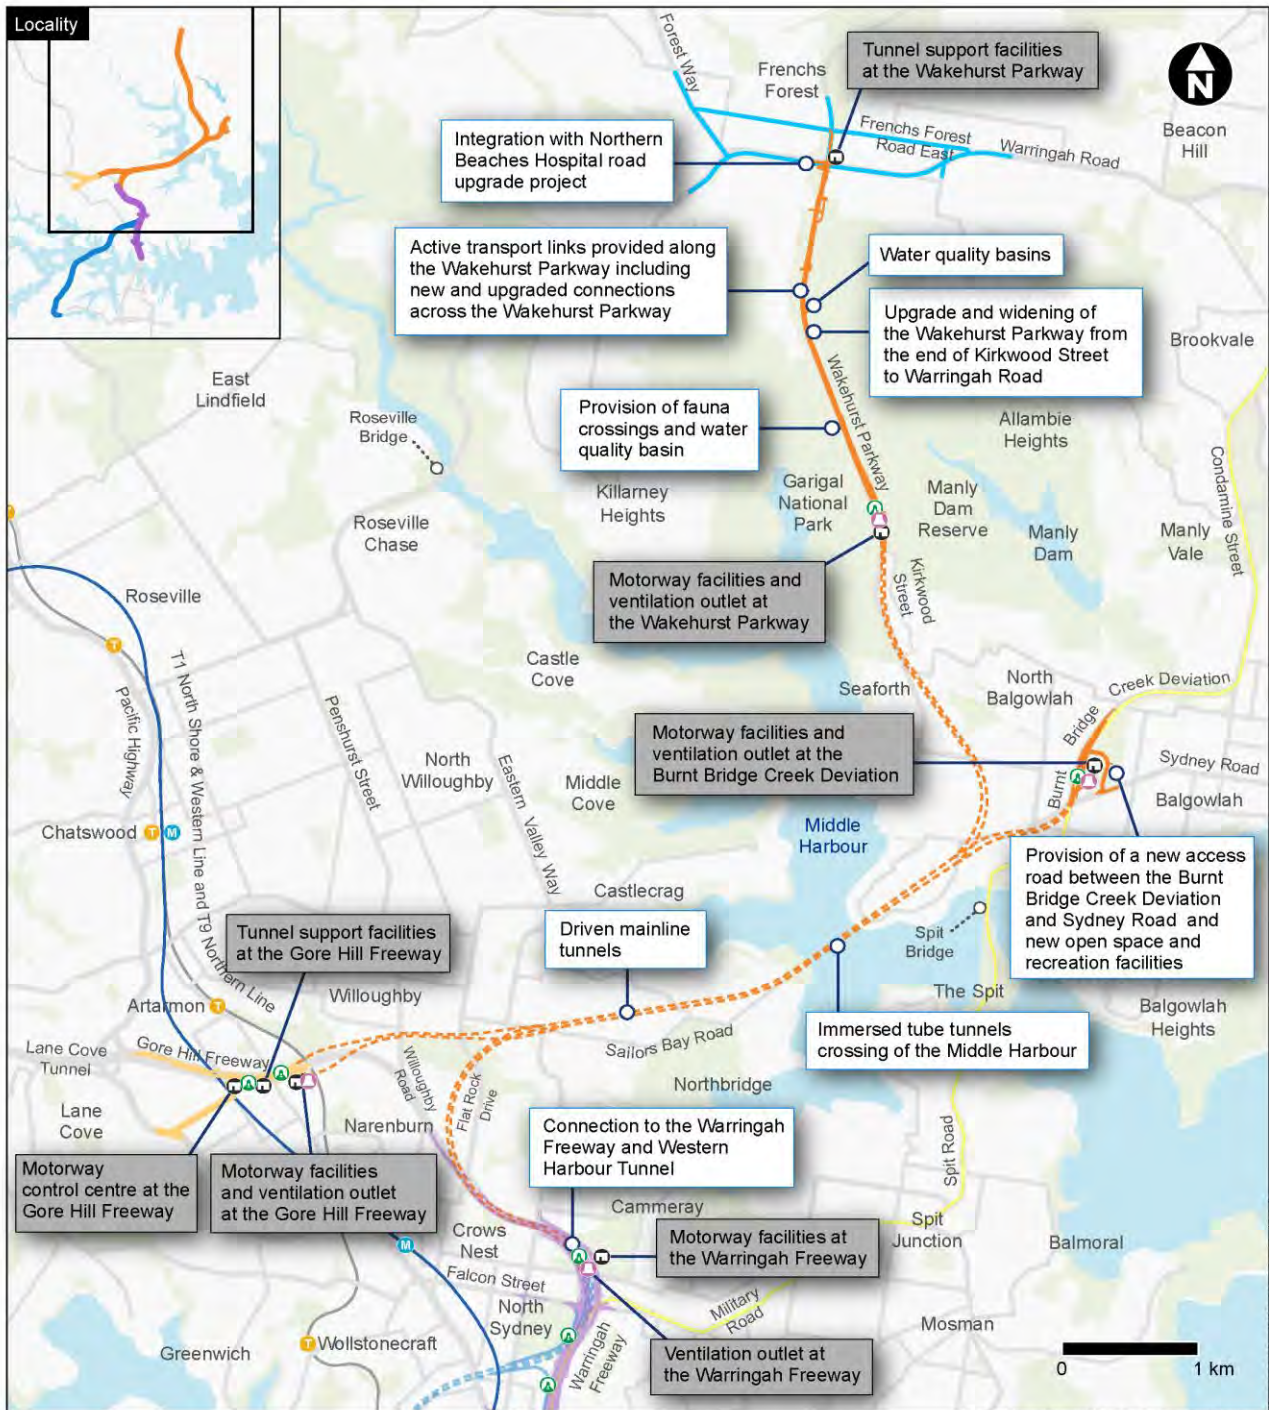 Locality
Forest Way
Frenchs
Forest
Tunnel support facilities
at the Wakehurst Parkway
N
Beacon
Hill
Integration with Northern
Beaches Hospital road
upgrade project
Frenchs Forest
Road East
Warringah Road
Active transport links provided along
the Wakehurst Parkway including
new and upgraded connections
across the Wakehurst Parkway
Water quality basins
Upgrade and widening of
the Wakehurst Parkway from
the end of Kirkwood Street
to Warringah Road
Brookvale
East
Lindfield
Roseville
Bridge
Provision of fauna
crossings and water
quality basin
Wakehurst Parkway
Allambie
Heights
Condamine Street
Killarney
Heights
Garigal
National
Park
Manly
Dam
Reserve
Manly
Dam
Manly
Vale
Roseville
Chase
Motorway facilities and
ventilation outlet at
the Wakehurst Parkway
Kirkwood
Street
Roseville
T
T
T1 North Shore & Western Line and T9 Northern Line
Pacific Highway
Penshurst Street
Castle
Cove
Seaforth
North
Balgowlah
Burnt
Bridge
Creek Deviation
Motorway facilities and
ventilation outlet at the
Burnt Bridge Creek Deviation
Sydney Road
Balgowlah
North
Willoughby
Eastern Valley Way
Middle
Cove
Middle
Harbour
Chatswood
T
M
Provision of a new access
road between the Burnt
Bridge Creek Deviation
and Sydney Road and
new open space and
recreation facilities
Castlecrag
Driven mainline
tunnels
Spit
Bridge
Tunnel support facilities
at the Gore Hill Freeway
Willoughby
The Spit
Balgowlah
Heights
Artarmon
T
Immersed tube tunnels
crossing of the Middle Harbour
Lane Cove
Tunnel
Gore Hill Freeway
Willoughby
Road
Flat Rock
Drive
Sailors Bay Road
Northbridge
Lane
Cove
Narenburn
Connection to the Warringah
Freeway and Western
Harbour Tunnel
Spit Road
Motorway
control centre at the
Gore Hill Freeway
Motorway facilities
and ventilation outlet
at the Gore Hill Freeway
M
Crows
Nest
Cammeray
Motorway facilities at
the Warringah Freeway
Spit
Junction
Balmoral
Falcon Street
North
Sydney
Military
Road
Mosman
Greenwich
T
Wollstonecraft
Warringah
Freeway
Ventilation outlet at
the Warringah Freeway
0
1 km